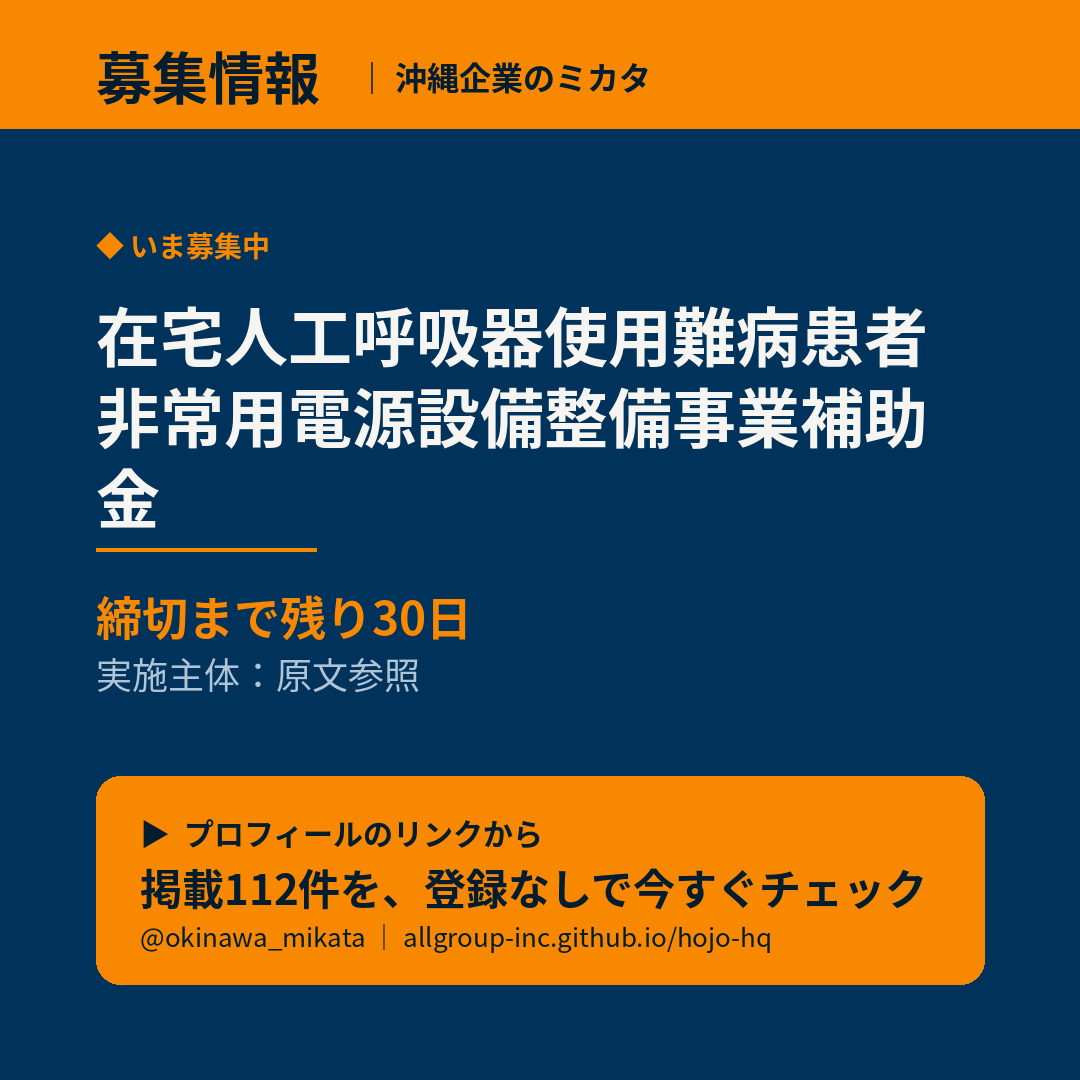 募集情報 ｜ 沖縄企業のミカタ
◆ いま募集中
在宅人工呼吸器使用難病患者
非常用電源設備整備事業補助
金
締切まで残り30日
実施主体：原文参照
▶ プロフィールのリンクから
掲載112件を、登録なしで今すぐチェック
@okinawa_mikata ｜ allgroup-inc.github.io/hojo-hq